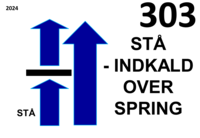 2024
303
STÅ
- INDKALD
OVER
SPRING
STÅ